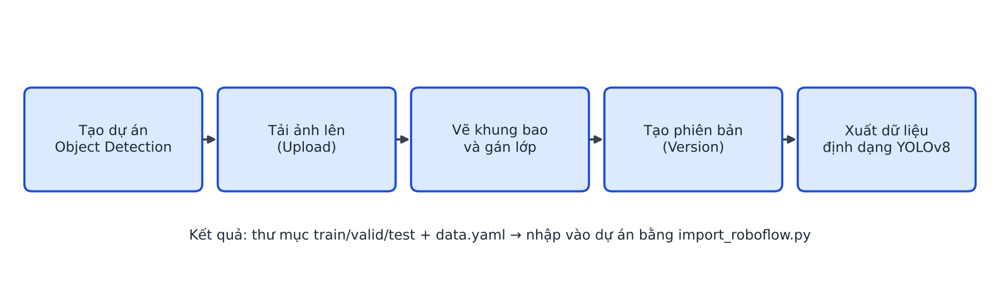 Tạo dự án
Object Detection
Tải ảnh lên
(Upload)
Vẽ khung bao
và gán lớp
Tạo phiên bản
(Version)
Xuất dữ liệu
định dạng YOLOv8
Kết quả: thư mục train/valid/test + data.yaml → nhập vào dự án bằng import_roboflow.py